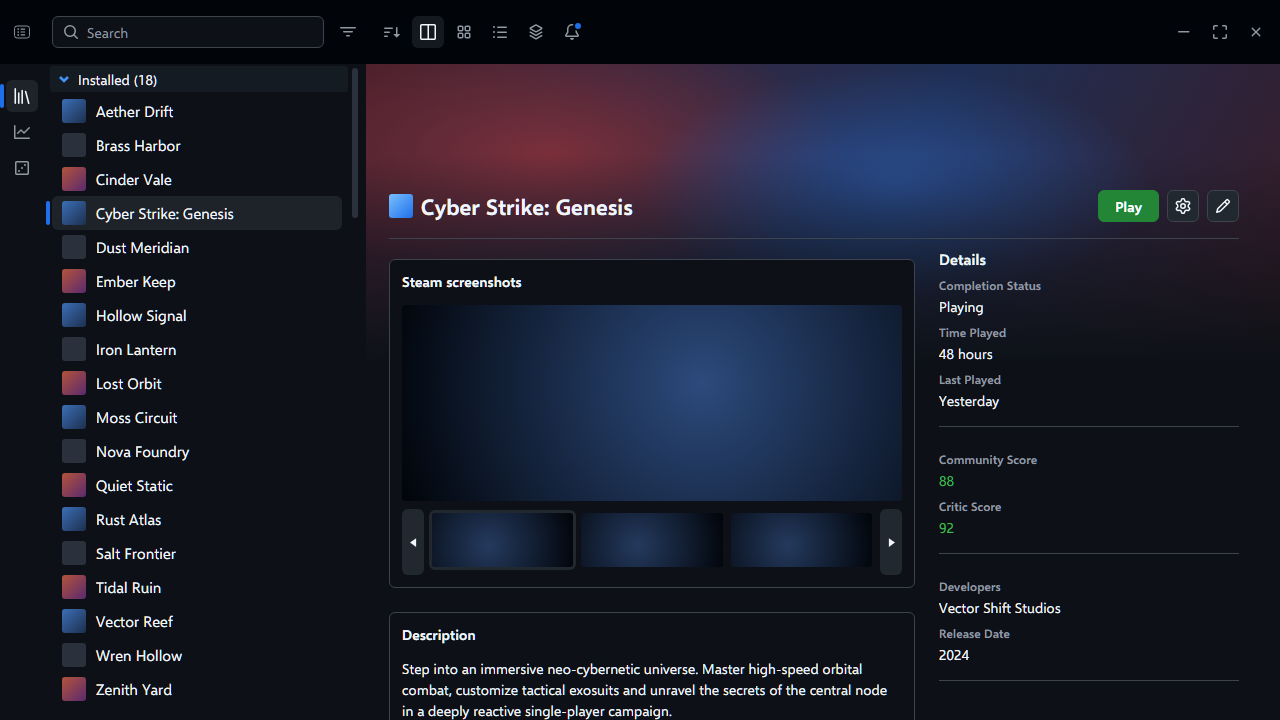 Search
Installed (18)
Aether Drift
Brass Harbor
Cinder Vale
Cyber Strike: Genesis
Dust Meridian
Ember Keep
Hollow Signal
Iron Lantern
Lost Orbit
Moss Circuit
Nova Foundry
Quiet Static
Rust Atlas
Salt Frontier
Tidal Ruin
Vector Reef
Wren Hollow
Zenith Yard
Cyber Strike: Genesis
Play
Steam screenshots
Description
Step into an immersive neo-cybernetic universe. Master high-speed orbital
combat, customize tactical exosuits and unravel the secrets of the central node
in a deeply reactive single-player campaign.
Details
Completion Status
Playing
Time Played
48 hours
Last Played
Yesterday
Community Score
88
Critic Score
92
Developers
Vector Shift Studios
Release Date
2024